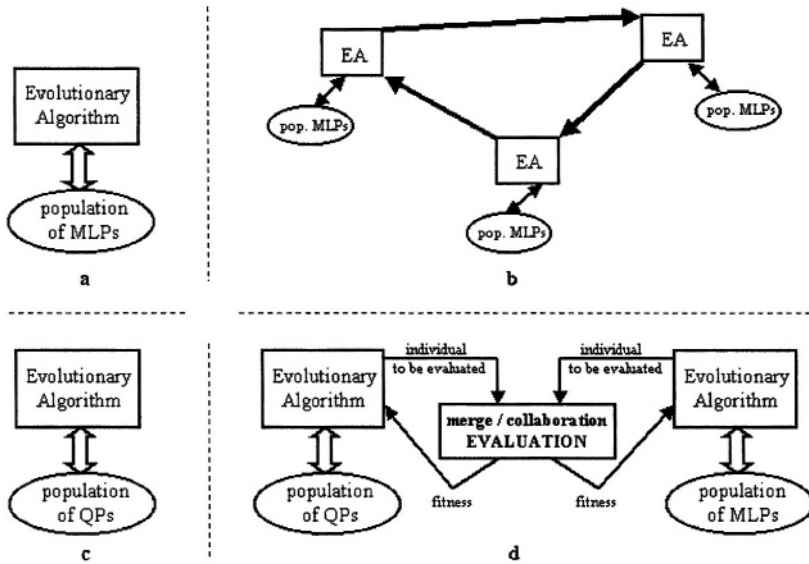 Evolutionary
Algorithm
population
of MLPs
a
EA
pop. MLPs
EA
pop. MLPs
EA
pop. MLPs
b
Evolutionary
Algorithm
population
of QPs
c
Evolutionary
Algorithm
population
of QPs
individual
to be evaluated
individual
to be evaluated
merge / collaboration
EVALUATION
fitness
fitness
Evolutionary
Algorithm
population
of MLPs
d